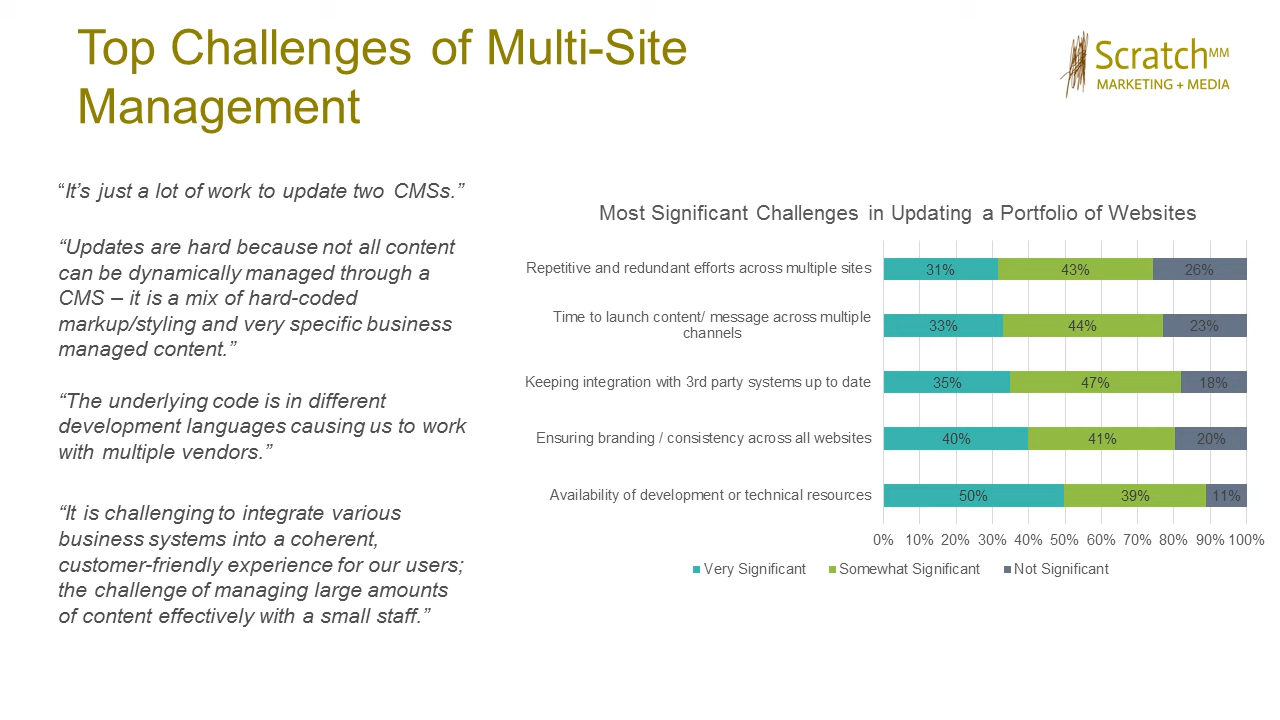 Top Challenges of Multi-Site
Management
Scratch MM
MARKETING + MEDIA
“It’s just a lot of work to update two CMSs.”
“Updates are hard because not all content
can be dynamically managed through a
CMS – it is a mix of hard-coded
markup/styling and very specific business
managed content.”
“The underlying code is in different
development languages causing us to work
with multiple vendors.”
“It is challenging to integrate various
business systems into a coherent,
customer-friendly experience for our users;
the challenge of managing large amounts
of content effectively with a small staff.”
Most Significant Challenges in Updating a Portfolio of Websites
Repetitive and redundant efforts across multiple sites 31% 43% 26%
Time to launch content/ message across multiple
channels 33% 44% 23%
Keeping integration with 3rd party systems up to date 35% 47% 18%
Ensuring branding / consistency across all websites 40% 41% 20%
Availability of development or technical resources 50% 39% 11%
0% 10% 20% 30% 40% 50% 60% 70% 80% 90% 100%
Very Significant Somewhat Significant Not Significant